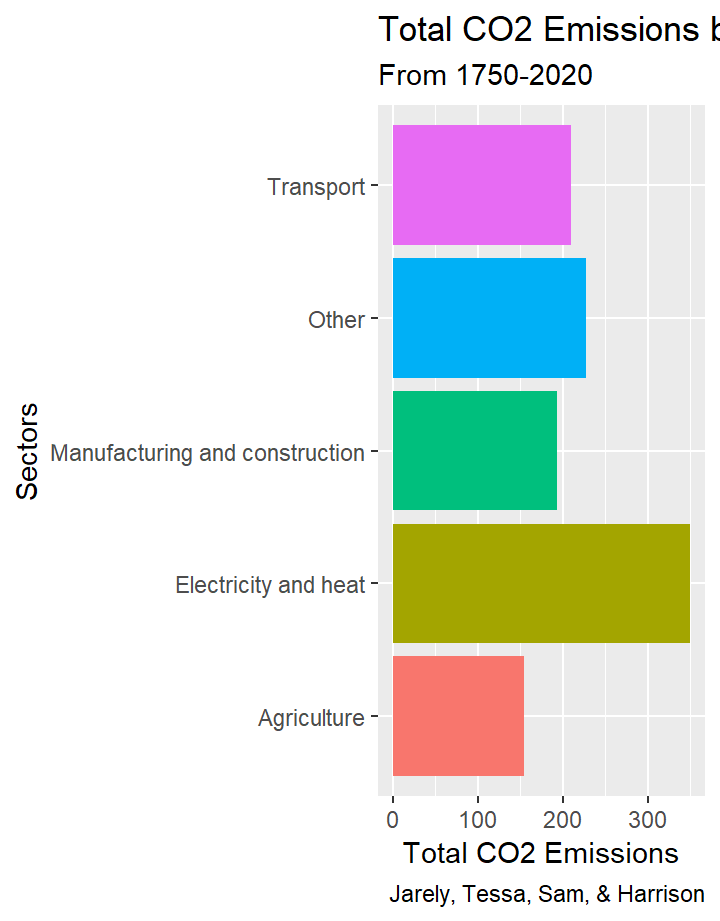 Total CO2 Emissions b
From 1750-2020
Sectors
Transport
Other
Manufacturing and construction
Electricity and heat
Agriculture
0 100 200 300
Total CO2 Emissions
Jarely, Tessa, Sam, & Harrison